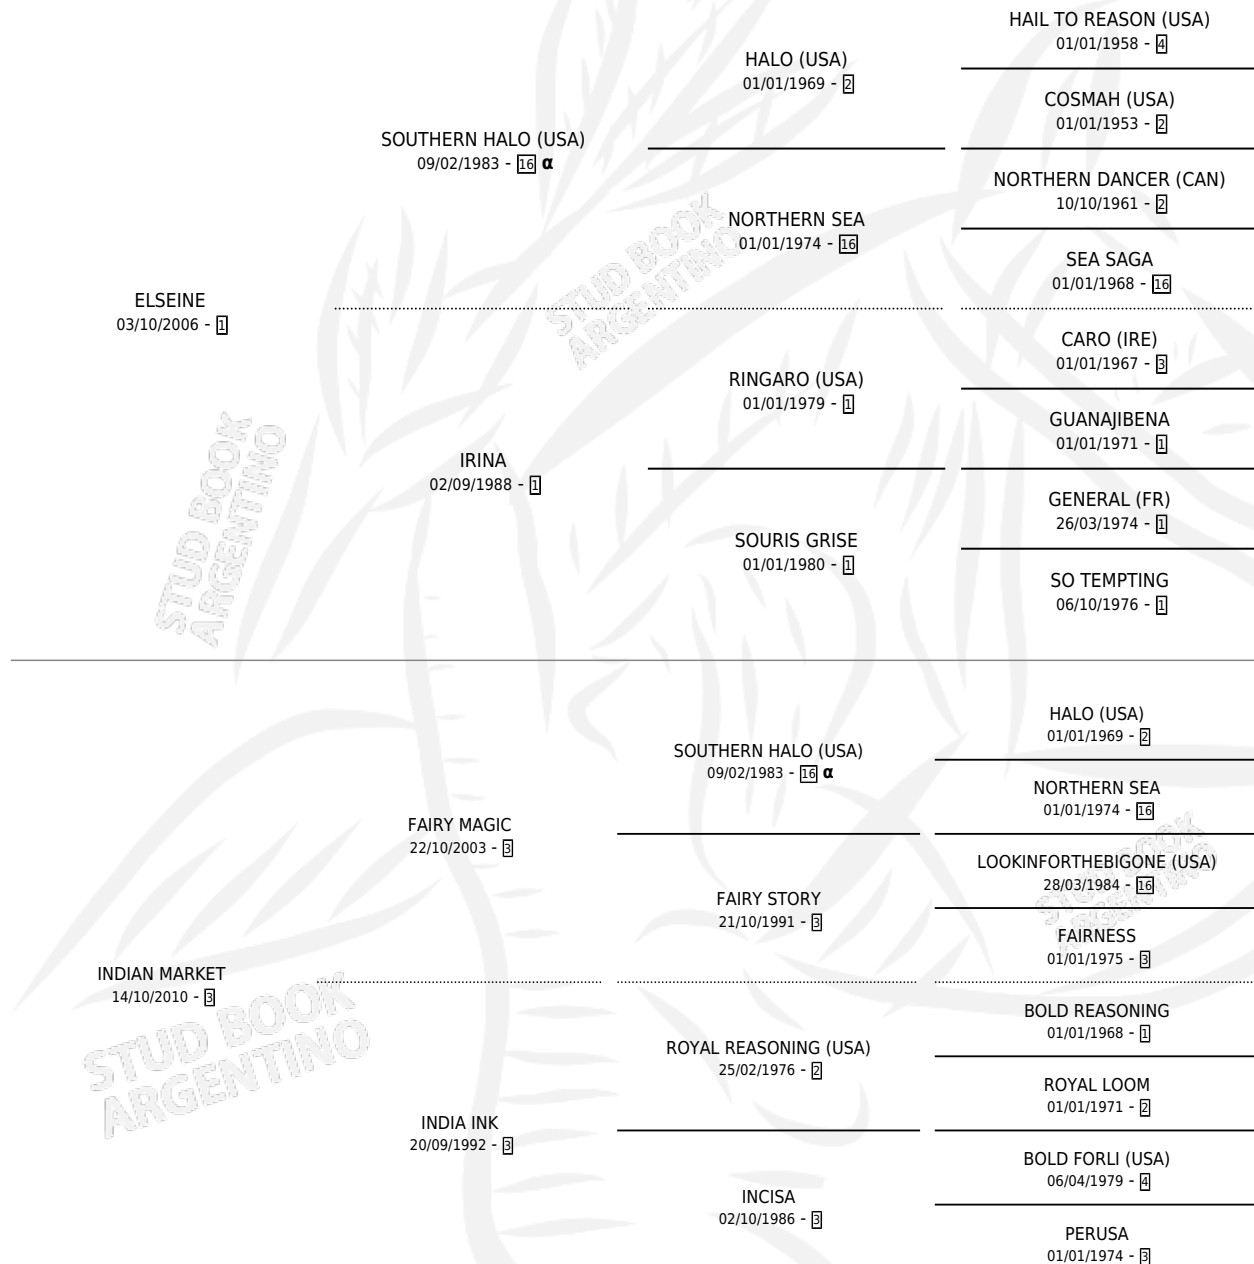 HAIL TO REASON (USA)
01/01/1958 - 4
HALO (USA)
01/01/1969 - 2
COSMAH (USA)
01/01/1953 - 2
SOUTHERN HALO (USA)
09/02/1983 - 16 α
NORTHERN DANCER (CAN)
10/10/1961 - 2
NORTHERN SEA
01/01/1974 - 16
SEA SAGA
01/01/1968 - 16
ELSEINE
03/10/2006 - 1
CARO (IRE)
01/01/1967 - 3
RINGARO (USA)
01/01/1979 - 1
GUANAJIBENA
01/01/1971 - 1
IRINA
02/09/1988 - 1
GENERAL (FR)
26/03/1974 - 1
SOURIS GRISE
01/01/1980 - 1
SO TEMPTING
06/10/1976 - 1
HALO (USA)
01/01/1969 - 2
SOUTHERN HALO (USA)
09/02/1983 - 16 α
NORTHERN SEA
01/01/1974 - 16
FAIRY MAGIC
22/10/2003 - 3
LOOKINFORTHEBIGONE (USA)
28/03/1984 - 16
FAIRY STORY
21/10/1991 - 3
FAIRNESS
01/01/1975 - 3
INDIAN MARKET
14/10/2010 - 3
BOLD REASONING
01/01/1968 - 1
ROYAL REASONING (USA)
25/02/1976 - 2
ROYAL LOOM
01/01/1971 - 2
INDIA INK
20/09/1992 - 3
BOLD FORLI (USA)
06/04/1979 - 4
INCISA
02/10/1986 - 3
PERUSA
01/01/1974 - 3
STUD BOOK
ARGENTINO
STUD BOOK
ARGENTINO
STUD BOOK
ARGENTINO
STUD BOOK
ARGENTINO